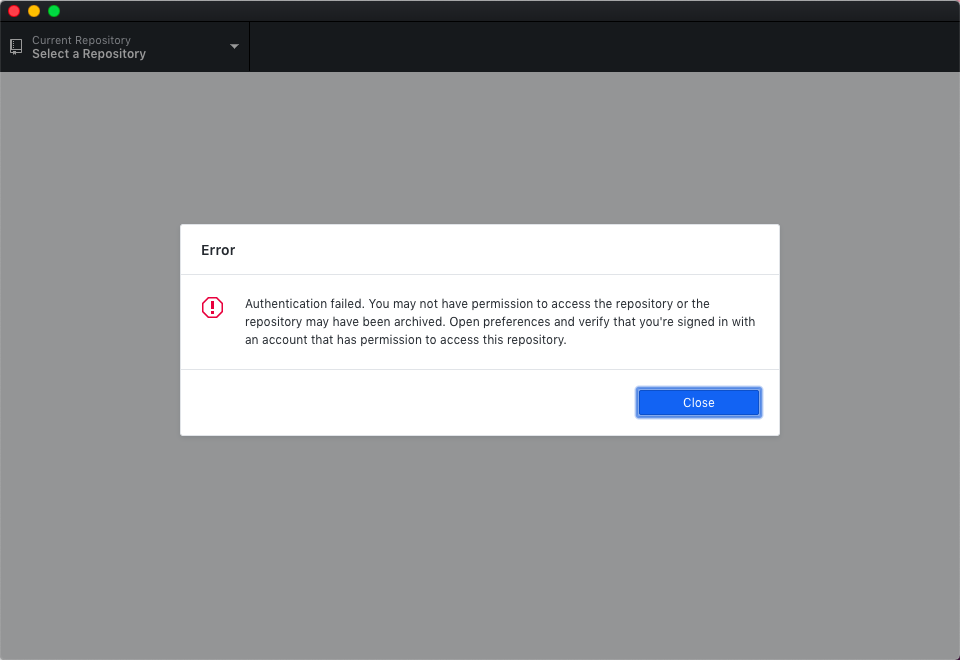 Current Repository
Select a Repository
Error
Authentication failed. You may not have permission to access the repository or the
repository may have been archived. Open preferences and verify that you're signed in with
an account that has permission to access this repository.
Close